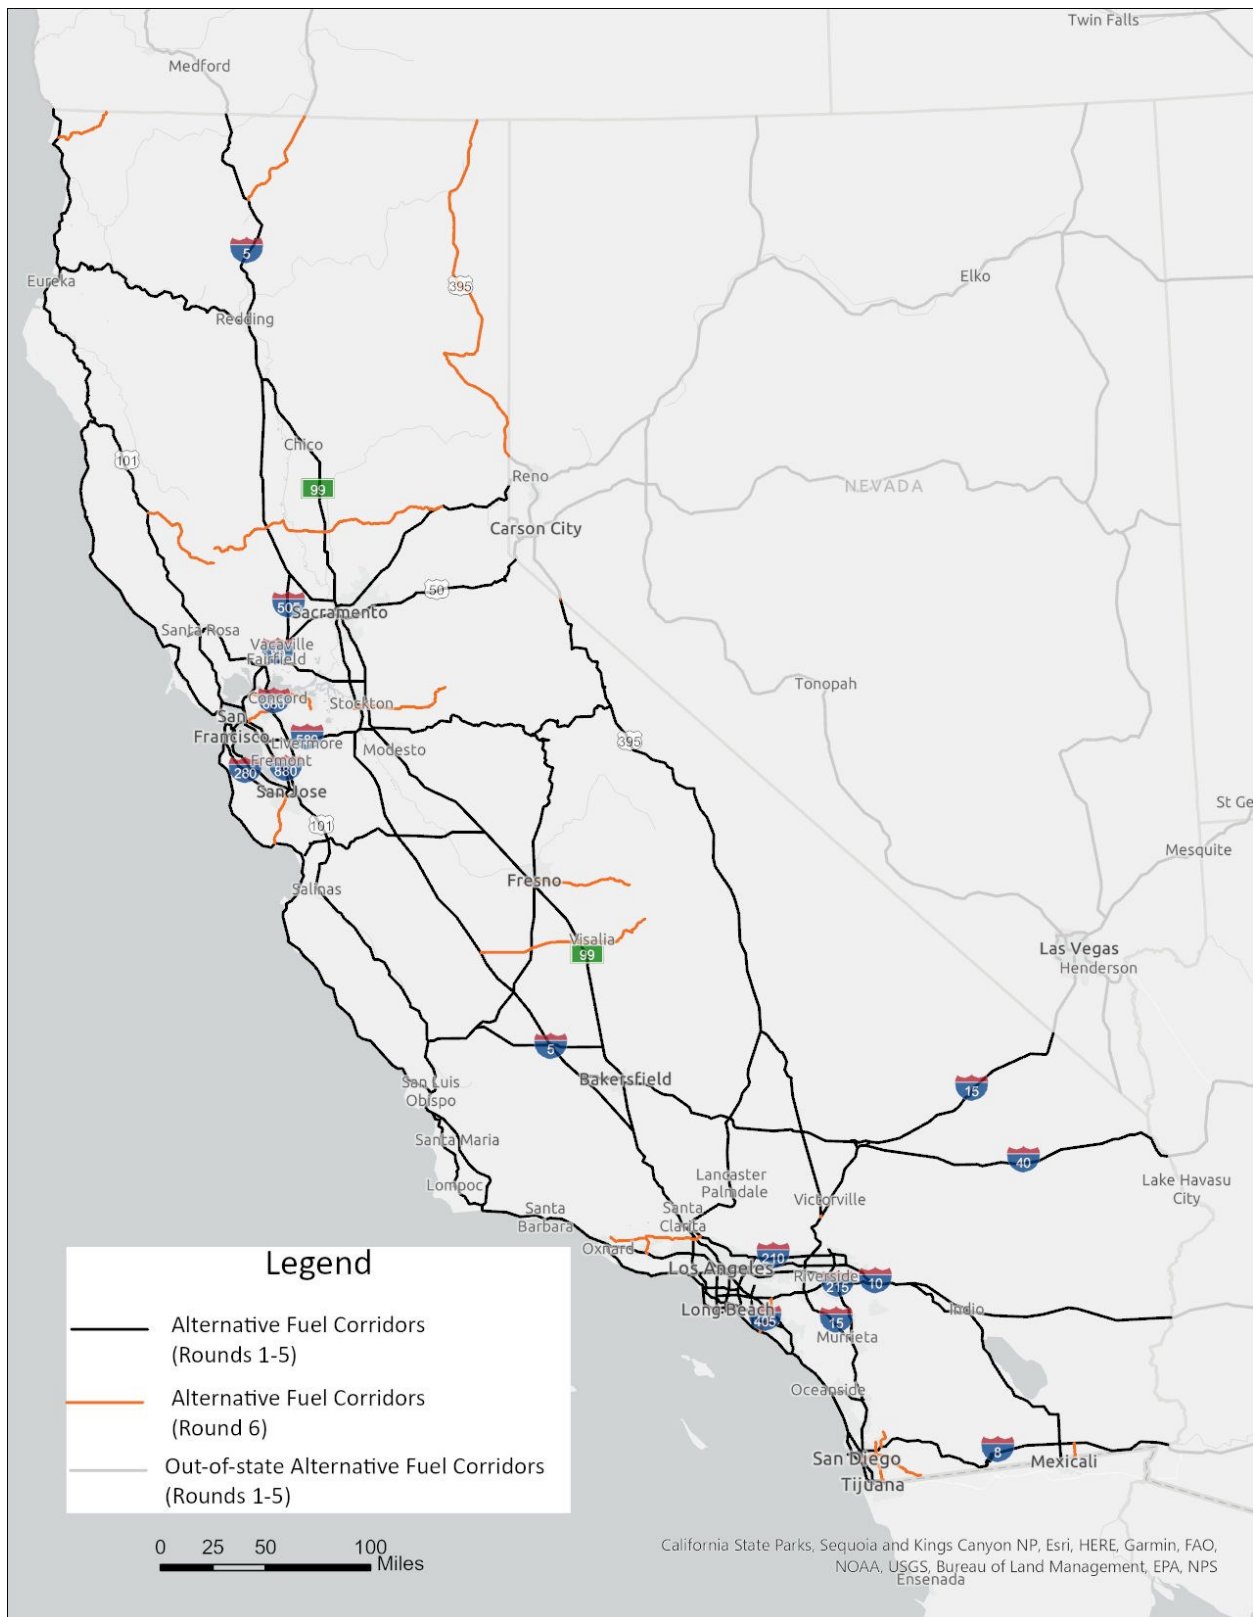 Twin Falls
Medford
5
Eureka
395
Elko
Redding
Chico
101
99
Reno
NEVADA
Carson City
50
505
Sacramento
Santa Rosa
Vacaville
Fairfield
Concord
680
Stockton
Tonopah
San
Francisco
580
Livermore
Modesto
395
Fremont
280
880
San Jose
101
St Ge
Mesquite
Fresno
Salinas
Visalia
99
Las Vegas
Henderson
5
San Luis
Obispo
Bakersfield
15
Santa Maria
40
Lompoc
Lancaster
Palmdale
Victorville
Lake Havasu
City
Santa
Barbara
Santa
Clarita
Oxnard
210
Los Angeles
Riverside
215
10
Long Beach
405
15
Indio
Murrieta
Oceanside
San Diego
8
Mexicali
Tijuana
Legend
Alternative Fuel Corridors
(Rounds 1-5)
Alternative Fuel Corridors
(Round 6)
Out-of-state Alternative Fuel Corridors
(Rounds 1-5)
0 25 50 100
Miles
California State Parks, Sequoia and Kings Canyon NP, Esri, HERE, Garmin, FAO,
NOAA, USGS, Bureau of Land Management, EPA, NPS
Ensenada